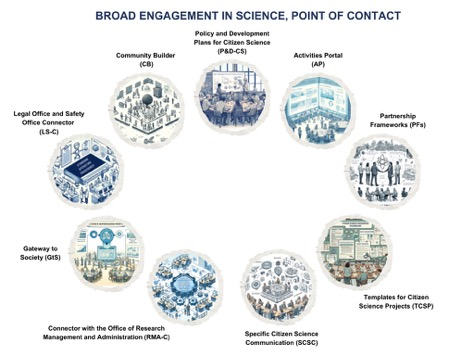 BROAD ENGAGEMENT IN SCIENCE, POINT OF CONTACT
Policy and Development
Plans for Citizen Science
(P&D-CS)
Community Builder
(CB)
Activities Portal
(AP)
Legal Office and Safety
Office Connector
(LS-C)
Partnership
Frameworks (PFs)
Gateway to
Society (GtS)
Templates for Citizen
Science Projects (TCSP)
Connector with the Office of Research
Management and Administration (RMA-C)
Specific Citizen Science
Communication (SCSC)